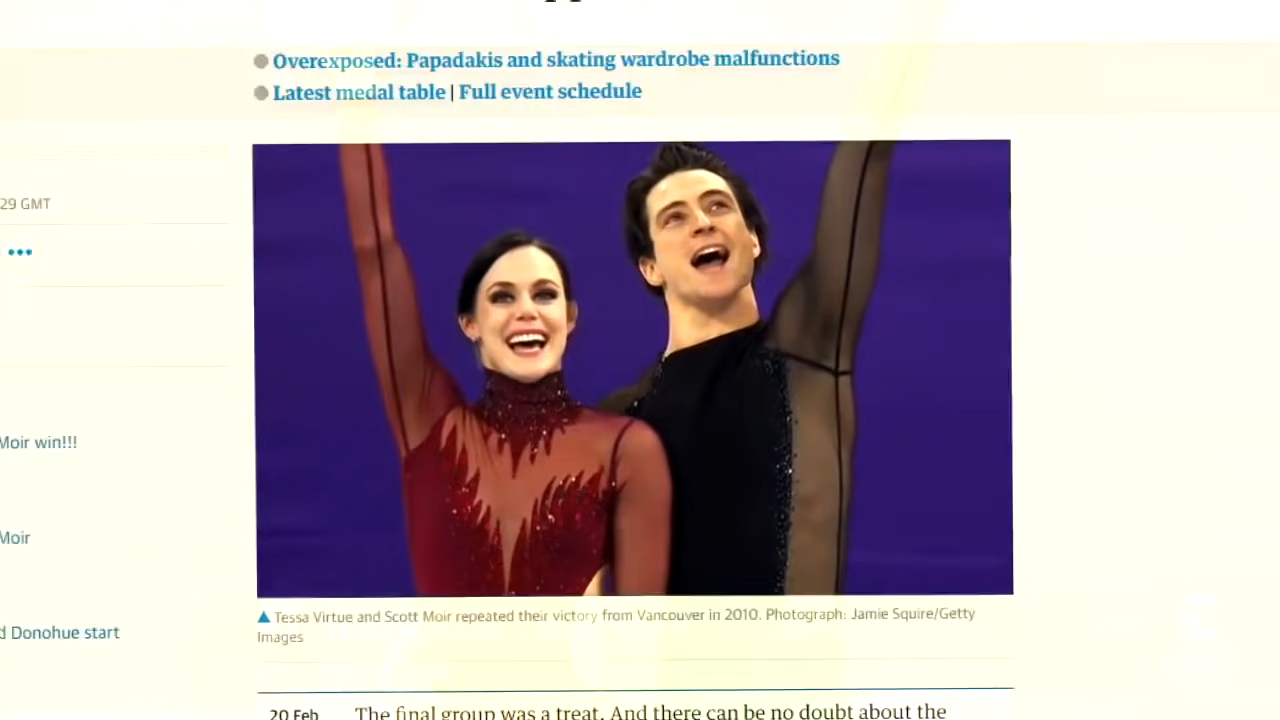 Overexposed: Papadakis and skating wardrobe malfunctions
Latest medal table | Full event schedule
29 GMT
Moir win!!!
Moir
d Donohue start
Tessa Virtue and Scott Moir repeated their victory from Vancouver in 2010. Photograph: Jamie Squire/Getty
Images
20 Feb
The final group was a treat. And there can be no doubt about the